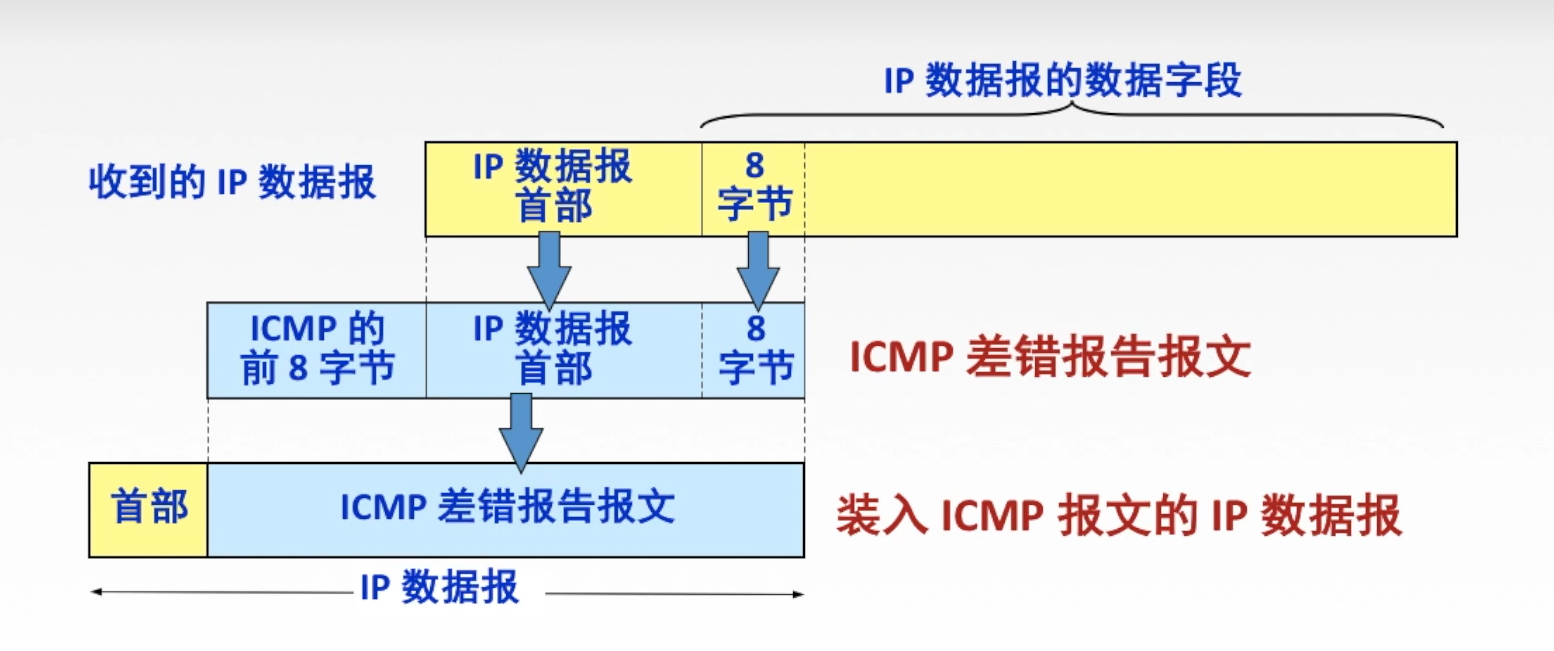 IP 数据报的数据字段
收到的 IP 数据报
IP 数据报
首部
8
字节
ICMP 的
前 8 字节
IP 数据报
首部
8
字节
ICMP 差错报告报文
首部
ICMP 差错报告报文
装入 ICMP 报文的 IP 数据报
IP 数据报